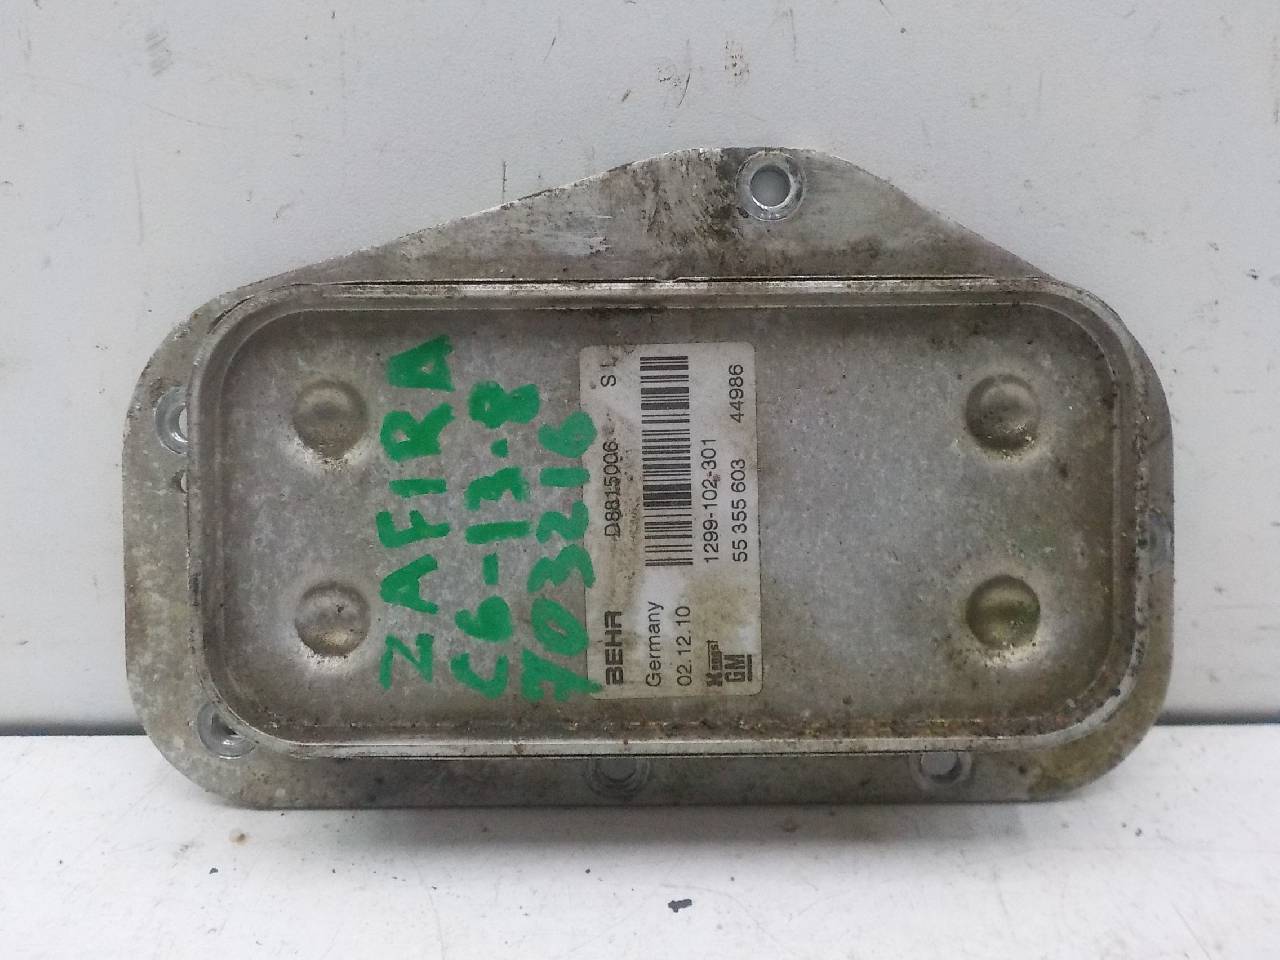 ZAFIRA
C6-13.8
703216
BEHR D8815006 S L
Germany
02.12.10 1299-102-301
Hengst
GM 55 355 603 44986